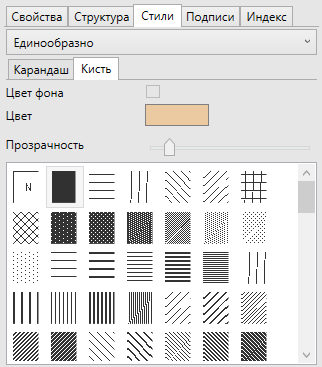 Свойства Структура Стили Подписи Индекс
Единообразно
Карандаш Кисть
Цвет фона
Цвет
Прозрачность
N